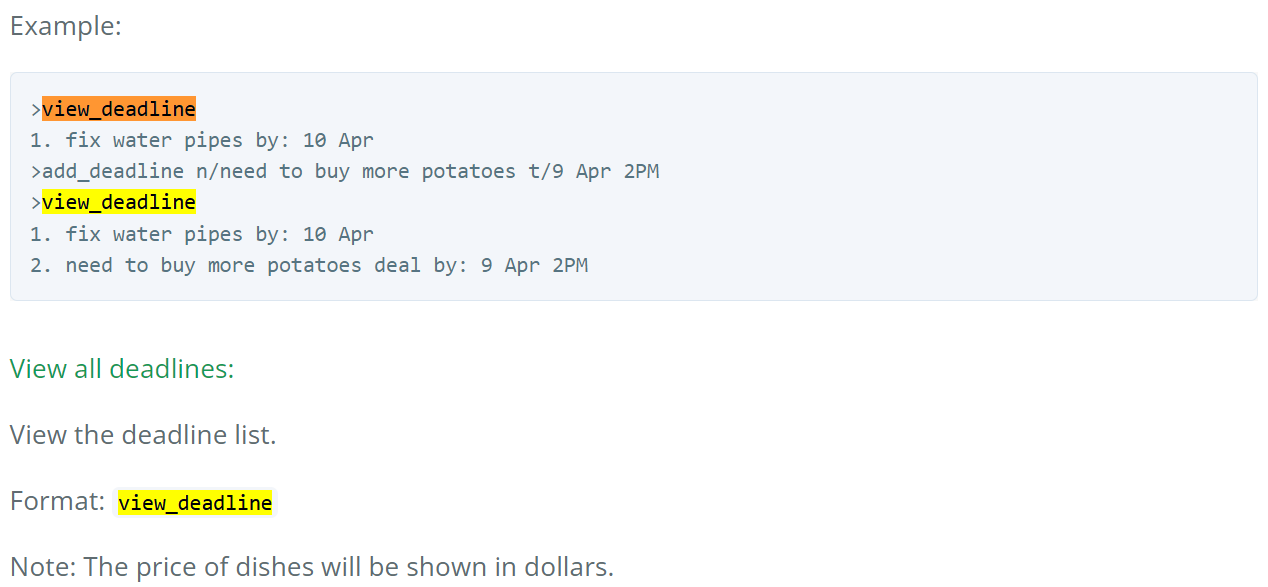 Example:
>view_deadline
1. fix water pipes by: 10 Apr
>add_deadline n/need to buy more potatoes t/9 Apr 2PM
>view_deadline
1. fix water pipes by: 10 Apr
2. need to buy more potatoes deal by: 9 Apr 2PM
View all deadlines:
View the deadline list.
Format: view_deadline
Note: The price of dishes will be shown in dollars.